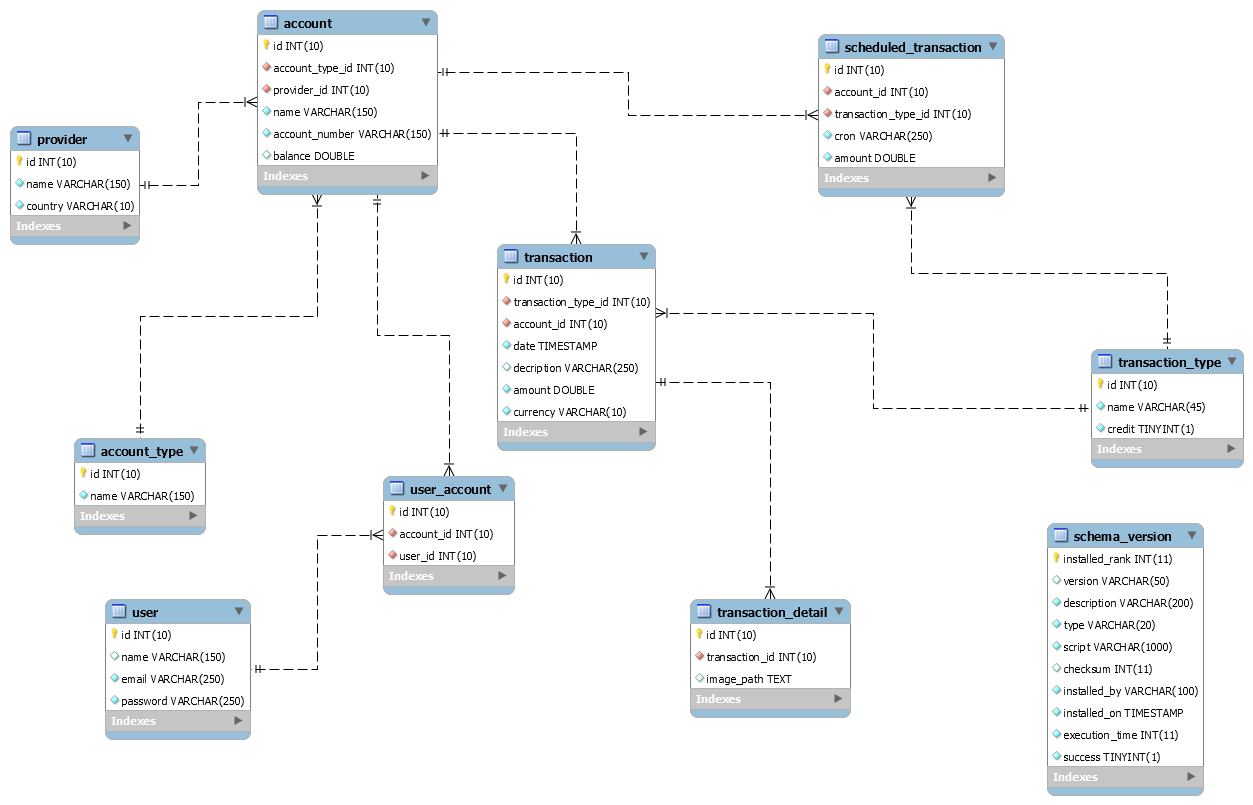 account
id INT(10)
account_type_id INT(10)
provider_id INT(10)
name VARCHAR(150)
account_number VARCHAR(150)
balance DOUBLE
Indexes
scheduled_transaction
id INT(10)
account_id INT(10)
transaction_type_id INT(10)
cron VARCHAR(250)
amount DOUBLE
Indexes
provider
id INT(10)
name VARCHAR(150)
country VARCHAR(10)
Indexes
transaction
id INT(10)
transaction_type_id INT(10)
account_id INT(10)
date TIMESTAMP
decription VARCHAR(250)
amount DOUBLE
currency VARCHAR(10)
Indexes
transaction_type
id INT(10)
name VARCHAR(45)
credit TINYINT(1)
Indexes
account_type
id INT(10)
name VARCHAR(150)
Indexes
user_account
id INT(10)
account_id INT(10)
user_id INT(10)
Indexes
schema_version
installed_rank INT(11)
version VARCHAR(50)
description VARCHAR(200)
type VARCHAR(20)
script VARCHAR(1000)
checksum INT(11)
installed_by VARCHAR(100)
installed_on TIMESTAMP
execution_time INT(11)
success TINYINT(1)
Indexes
user
id INT(10)
name VARCHAR(150)
email VARCHAR(250)
password VARCHAR(250)
Indexes
transaction_detail
id INT(10)
transaction_id INT(10)
image_path TEXT
Indexes